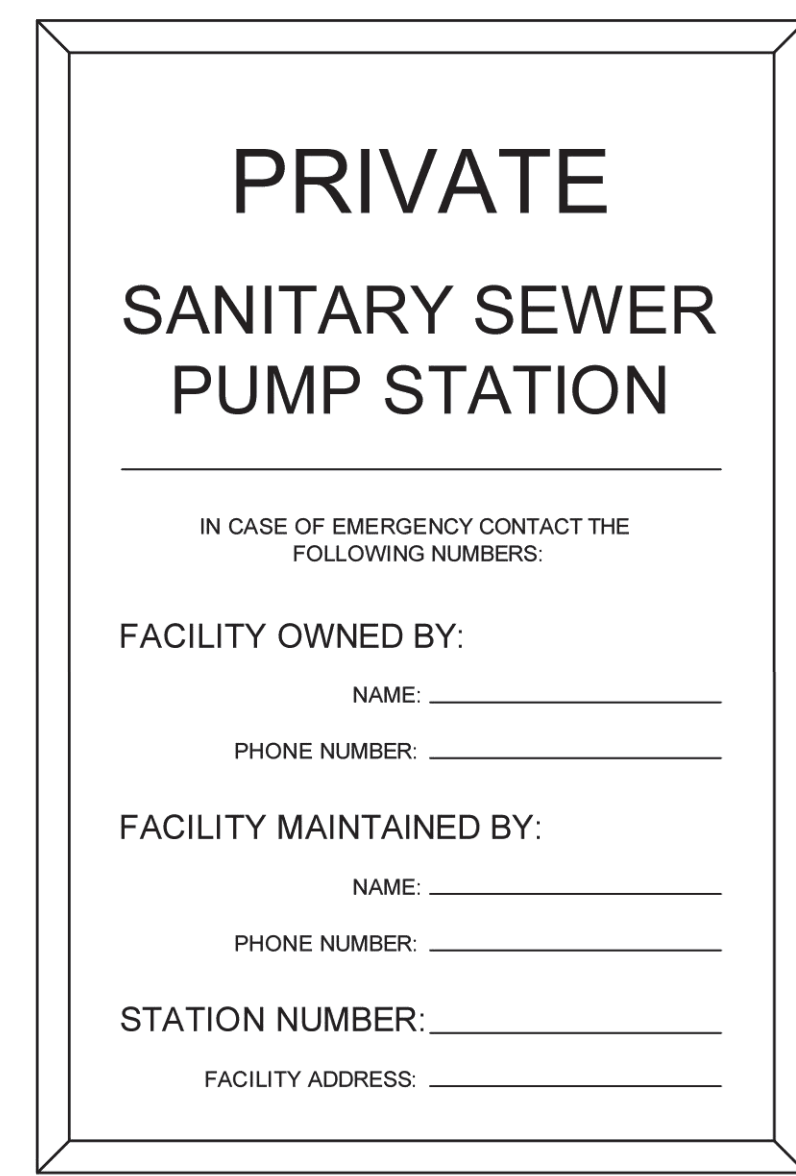 PRIVATE
SANITARY SEWER
PUMP STATION
IN CASE OF EMERGENCY CONTACT THE
FOLLOWING NUMBERS:
FACILITY OWNED BY:
NAME:
PHONE NUMBER:
FACILITY MAINTAINED BY:
NAME:
PHONE NUMBER:
STATION NUMBER:
FACILITY ADDRESS: